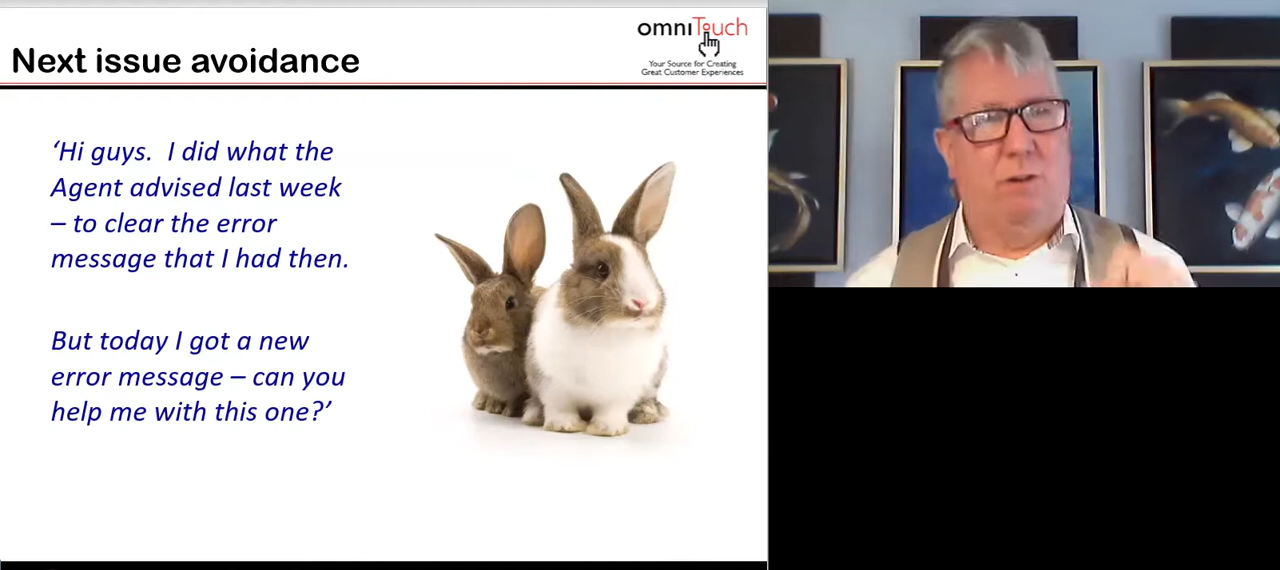 Next issue avoidance
omniTouch
Your Source for Creating
Great Customer Experiences
‘Hi guys.  I did what the
Agent advised last week
– to clear the error
message that I had then.
But today I got a new
error message – can you
help me with this one?’